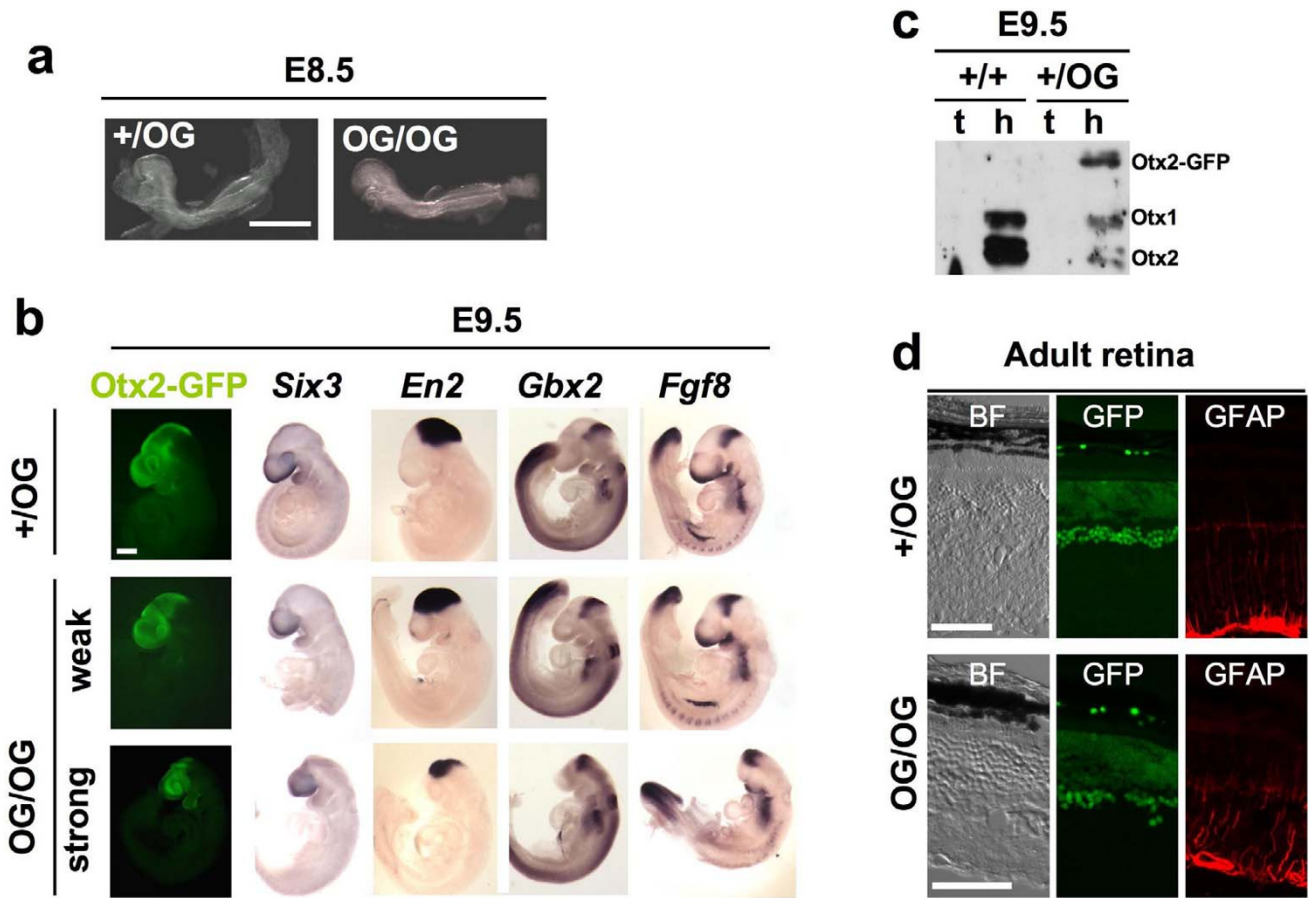 a
E8.5
+/OG
OG/OG
b
E9.5
Otx2-GFP Six3 En2 Gbx2 Fgf8
+/OG
OG/OG
weak
strong
c
E9.5
+/+ +/OG
t h t h
Otx2-GFP
Otx1
Otx2
d
Adult retina
+/OG
BF GFP GFAP
OG/OG
BF GFP GFAP